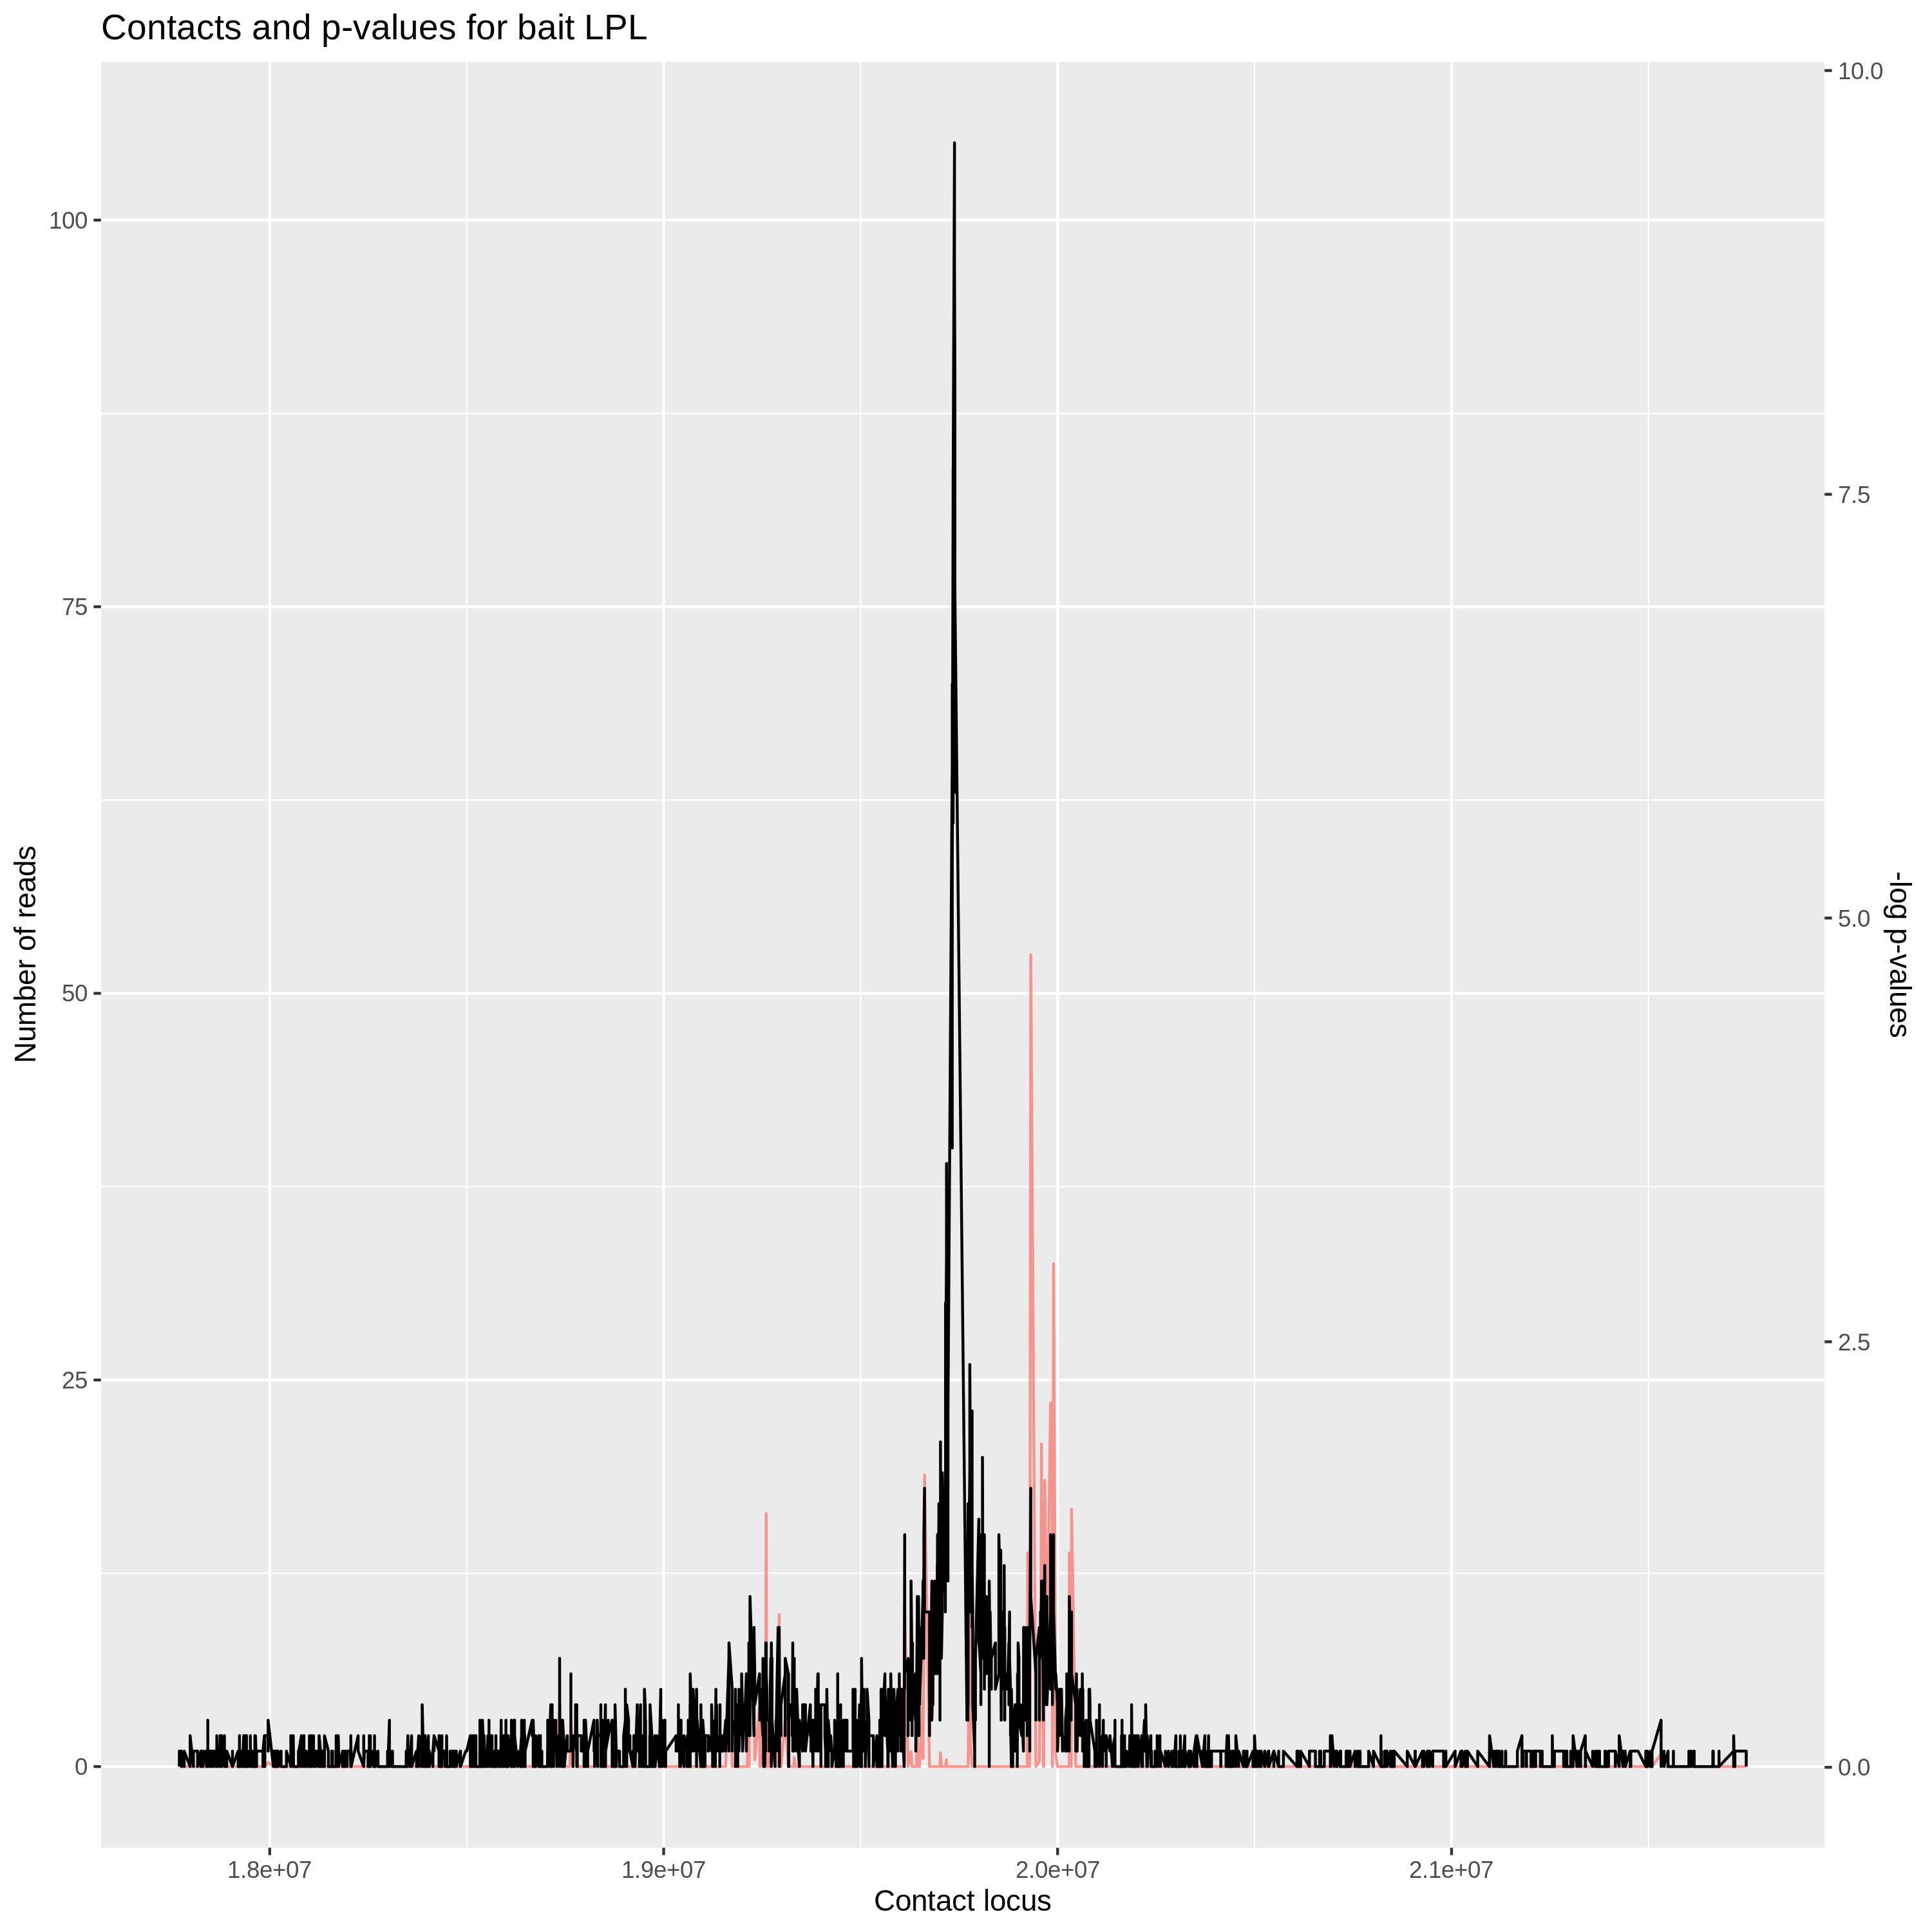 Contacts and p-values for bait LPL
10.0
100
7.5
75
5.0
50
Number of reads
-log p-values
2.5
25
0
0.0
1.8e+07
1.9e+07
2.0e+07
2.1e+07
Contact locus